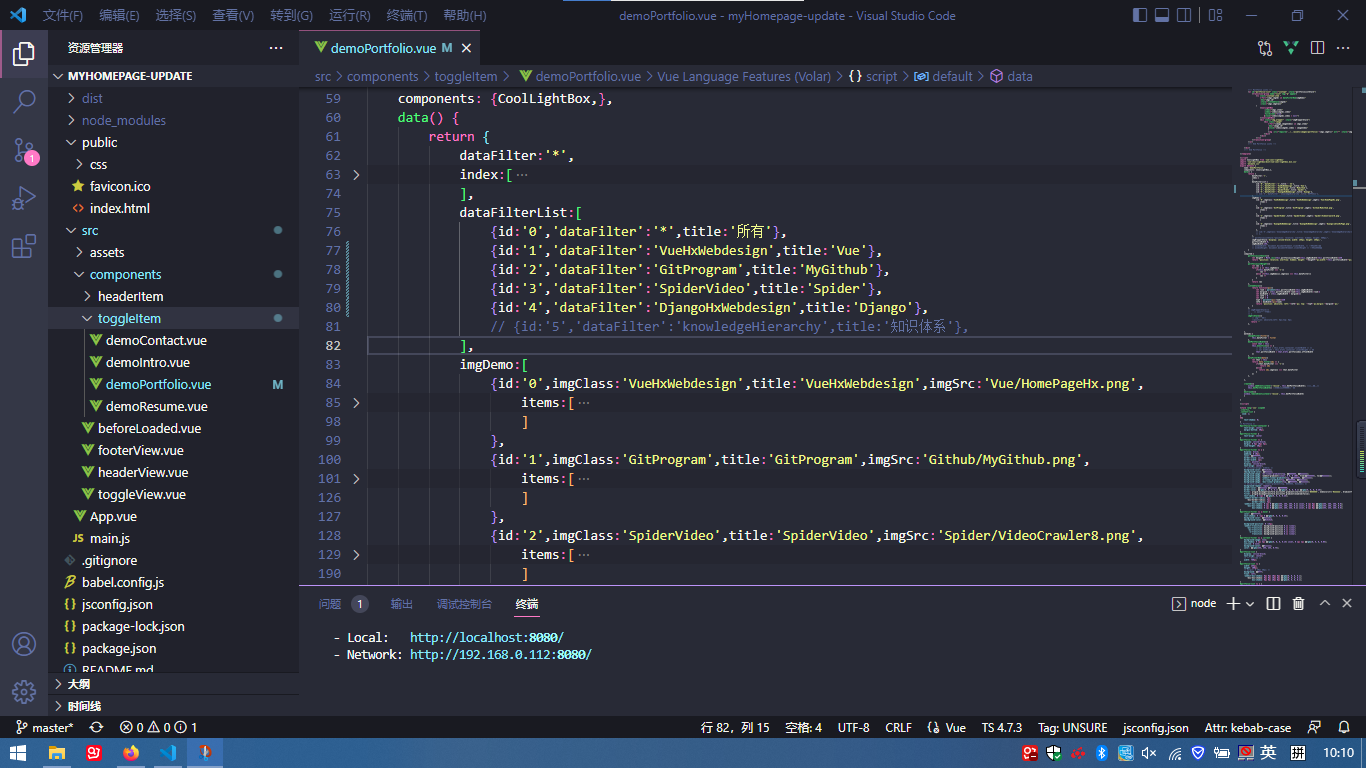 文件(F) 编辑(E) 选择(S) 查看(V) 转到(G) 运行(R) 终端(T) 帮助(H)
demoPortfolio.vue - myHomepage-update - Visual Studio Code
资源管理器
MYHOMEPAGE-UPDATE
dist
node_modules
public
css
favicon.ico
index.html
src
assets
components
headerItem
toggleItem
demoContact.vue
demoIntro.vue
demoPortfolio.vue M
demoResume.vue
beforeLoaded.vue
footerView.vue
headerView.vue
toggleView.vue
App.vue
JS main.js
.gitignore
babel.config.js
jsconfig.json
package-lock.json
package.json
README.md
大纲
时间线
1
demoPortfolio.vue M
src > components > toggleItem > demoPortfolio.vue > Vue Language Features (Volar) > {} script > default > data
59 components: {CoolLightBox,},
60 data() {
61 return {
62 dataFilter:'*',
63 index:[ ···
74 ],
75 dataFilterList:[
76 {id:'0','dataFilter':'*',title:'所有'},
77 {id:'1','dataFilter':'VueHxWebdesign',title:'Vue'},
78 {id:'2','dataFilter':'GitProgram',title:'MyGithub'},
79 {id:'3','dataFilter':'SpiderVideo',title:'Spider'},
80 {id:'4','dataFilter':'DjangoHxWebdesign',title:'Django'},
81 // {id:'5','dataFilter':'knowledgeHierarchy',title:'知识体系'},
82 ],
83 imgDemo:[
84 {id:'0',imgClass:'VueHxWebdesign',title:'VueHxWebdesign',imgSrc:'Vue/HomePageHx.png',
85 items:[ ···
98 ]
99 },
100 {id:'1',imgClass:'GitProgram',title:'GitProgram',imgSrc:'Github/MyGithub.png',
101 items:[ ···
126 ]
127 },
128 {id:'2',imgClass:'SpiderVideo',title:'SpiderVideo',imgSrc:'Spider/VideoCrawler8.png',
129 items:[ ···
190 ]
问题 1 输出 调试控制台 终端
node
- Local: http://localhost:8080/
- Network: http://192.168.0.112:8080/
master* 0 0 1
行 82，列 15 空格: 4 UTF-8 CRLF Vue TS 4.7.3 Tag: UNSURE jsconfig.json Attr: kebab-case
英 拼 10:10